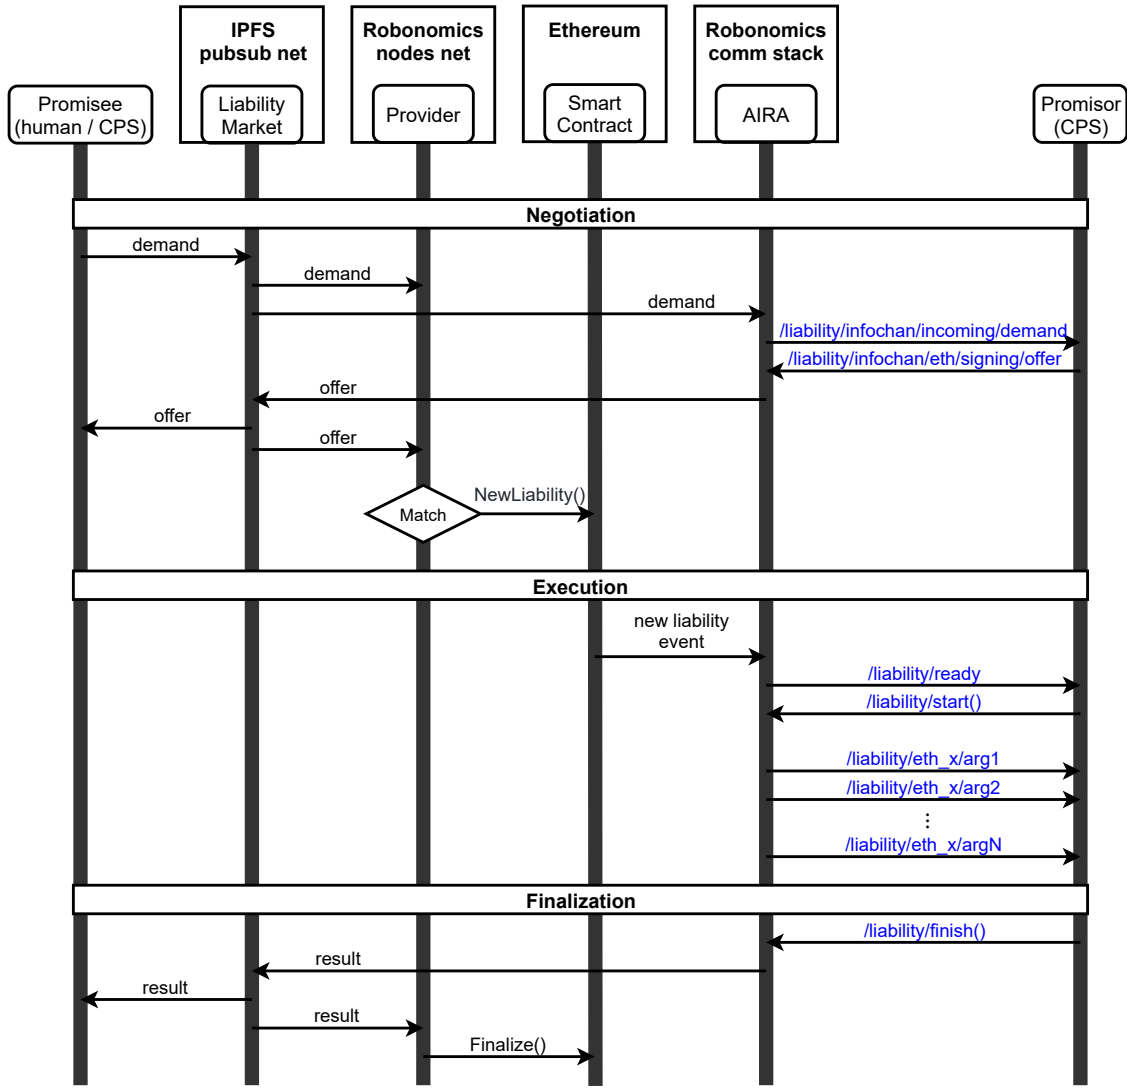 IPFS
pubsub net
Robonomics
nodes net
Ethereum
Robonomics
comm stack
Promisee
(human / CPS)
Liability
Market
Provider
Smart
Contract
AIRA
Promisor
(CPS)
Negotiation
demand
demand
demand
/liability/infochan/incoming/demand
/liability/infochan/eth/signing/offer
offer
offer
offer
NewLiability()
Match
Execution
new liability
event
/liability/ready
/liability/start()
/liability/eth_x/arg1
/liability/eth_x/arg2
⋮
/liability/eth_x/argN
Finalization
/liability/finish()
result
result
result
Finalize()